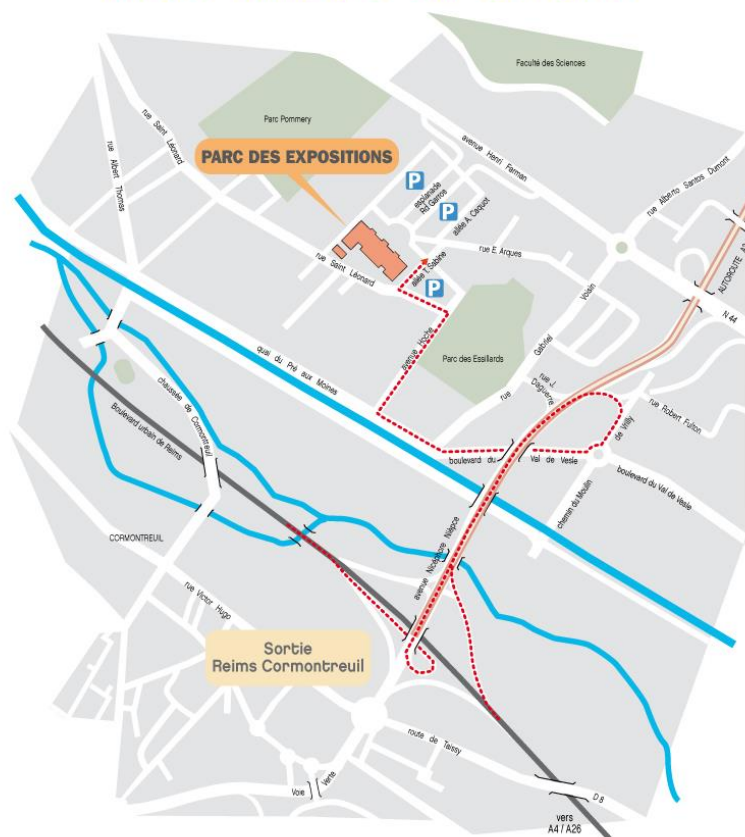 Faculté des Sciences
Parc Pommery
rue Saint Léonard
avenue Henri Farman
rue Albert Thomas
PARC DES EXPOSITIONS
rue Alberto Santos Dumont
P
esplanade
Rd Garros
P
allée A. Caquot
rue E. Arques
rue Saint Léonard
allée T. Sabine
P
AUTOROUTE
N 44
Voisin
Gabriel
rue
avenue Hoche
Parc des Essillards
quai du Pré aux Moines
rue J.
Daguerre
rue Robert Fulton
chaussée de Cormontreuil
Boulevard urbain de Reims
de Vrilly
chemin du Moulin
boulevard du Val de Vesle
boulevard du Val de Vesle
avenue Nicéphore Niépce
CORMONTREUIL
rue Victor Hugo
Sortie
Reims Cormontreuil
route de Taissy
Voie Verte
D 8
vers
A4 / A26